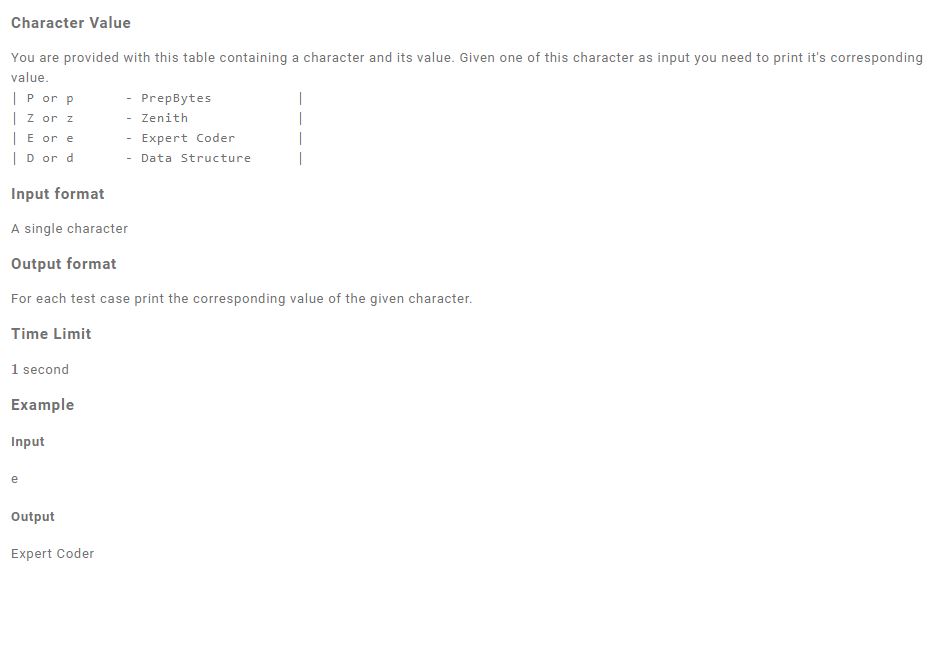 Character Value
You are provided with this table containing a character and its value. Given one of this character as input you need to print it's corresponding
value.
| P or p - PrepBytes |
| Z or z - Zenith |
| E or e - Expert Coder |
| D or d - Data Structure |
Input format
A single character
Output format
For each test case print the corresponding value of the given character.
Time Limit
1 second
Example
Input
e
Output
Expert Coder